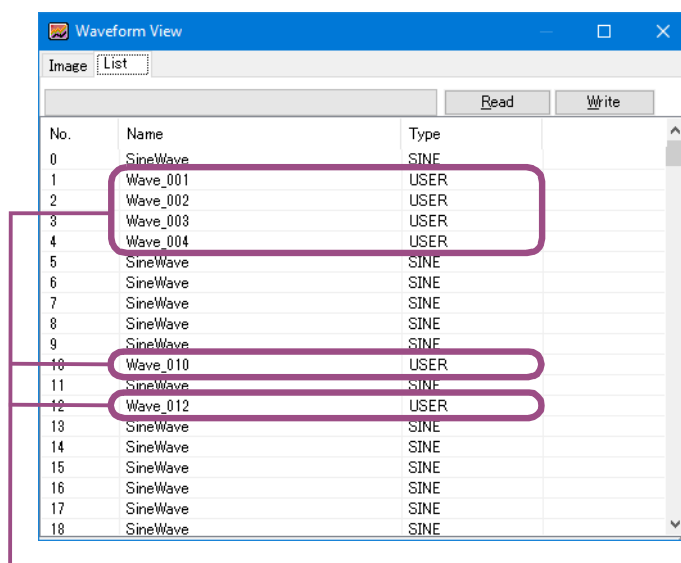 Waveform View
Image List
Read Write
No. Name Type
0 SineWave SINE
1 Wave_001 USER
2 Wave_002 USER
3 Wave_003 USER
4 Wave_004 USER
5 SineWave SINE
6 SineWave SINE
7 SineWave SINE
8 SineWave SINE
9 SineWave SINE
10 Wave_010 USER
11 SineWave SINE
12 Wave_012 USER
13 SineWave SINE
14 SineWave SINE
15 SineWave SINE
16 SineWave SINE
17 SineWave SINE
18 SineWave SINE